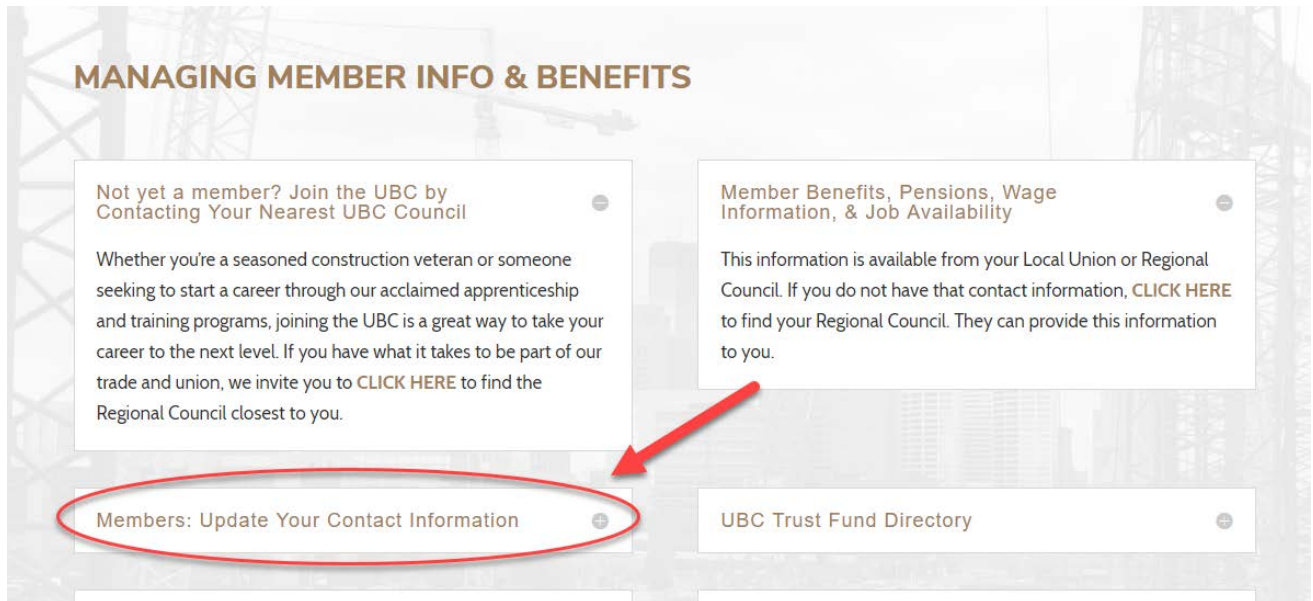 MANAGING MEMBER INFO & BENEFITS
Not yet a member? Join the UBC by
Contacting Your Nearest UBC Council
Whether you're a seasoned construction veteran or someone
seeking to start a career through our acclaimed apprenticeship
and training programs, joining the UBC is a great way to take your
career to the next level. If you have what it takes to be part of our
trade and union, we invite you to CLICK HERE to find the
Regional Council closest to you.
Member Benefits, Pensions, Wage
Information, & Job Availability
This information is available from your Local Union or Regional
Council. If you do not have that contact information, CLICK HERE
to find your Regional Council. They can provide this information
to you.
Members: Update Your Contact Information
UBC Trust Fund Directory